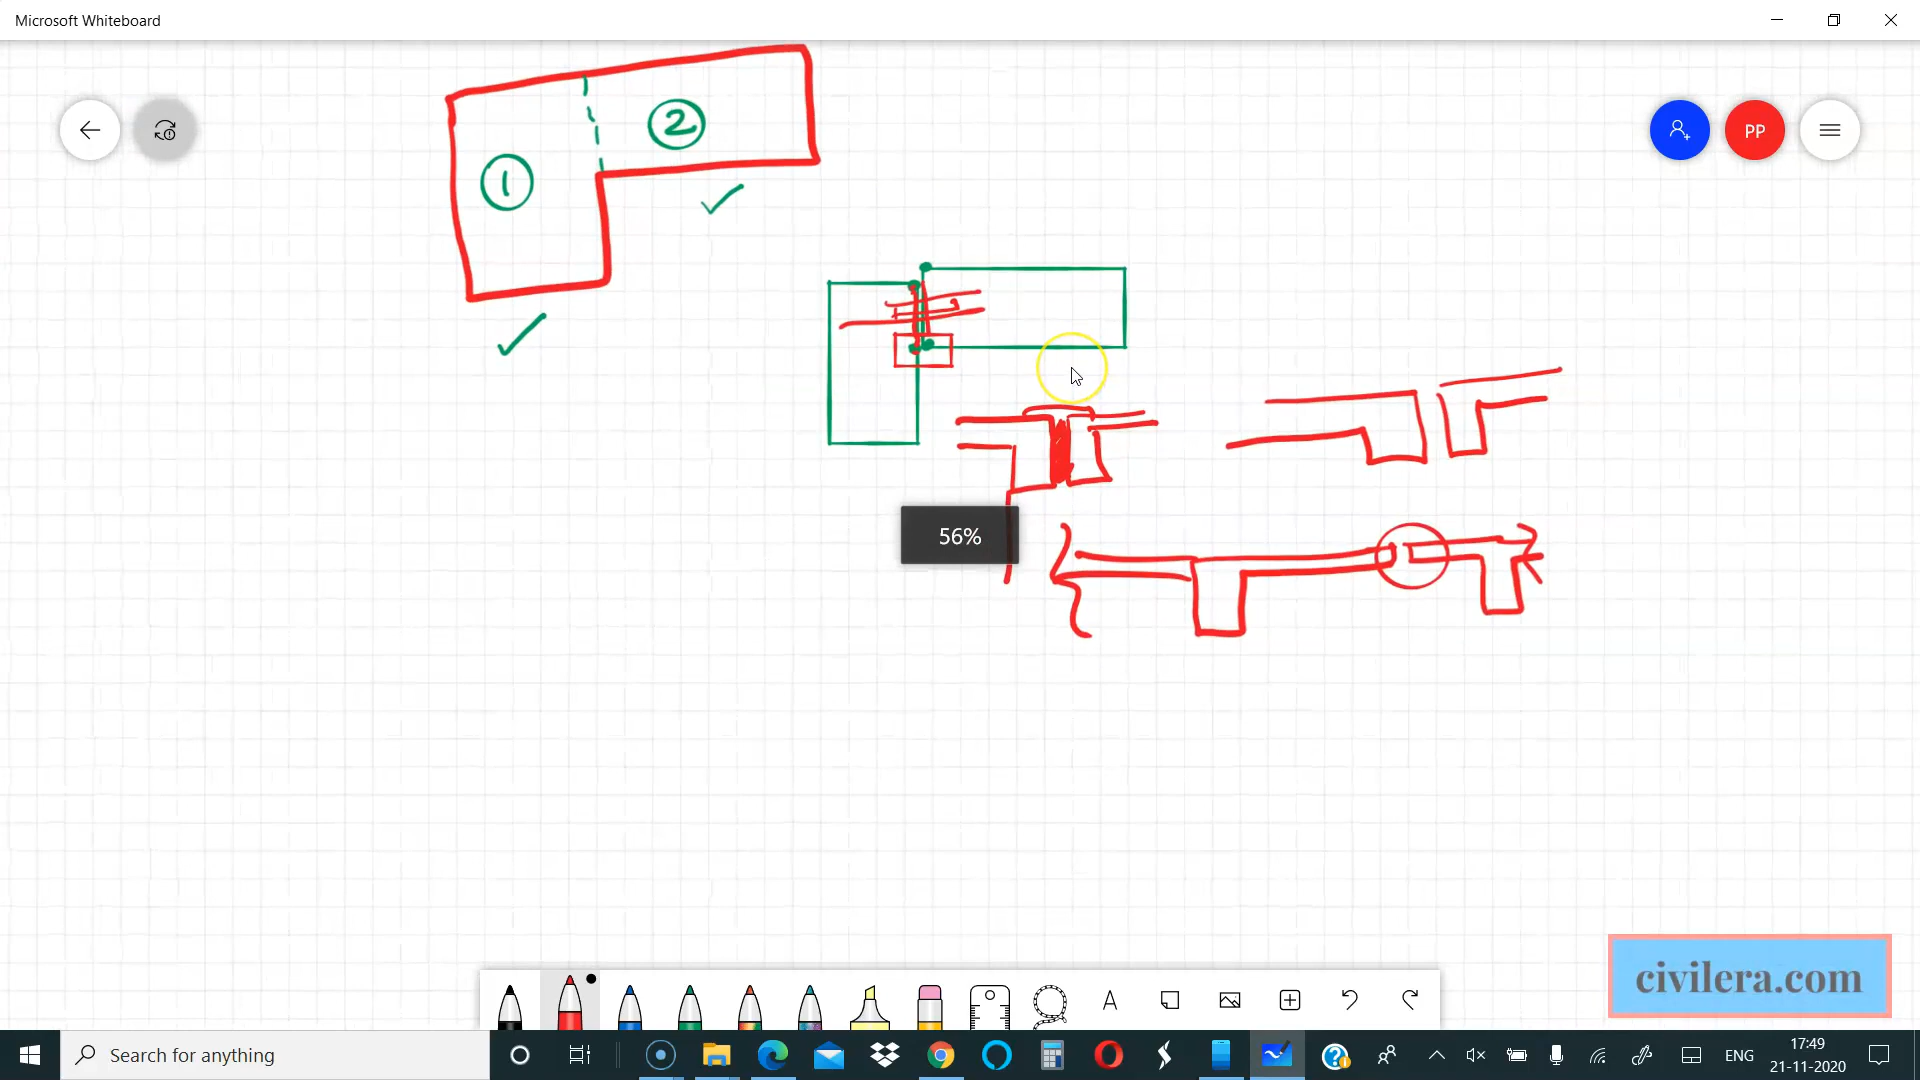 Microsoft Whiteboard
2
1
PP
56%
A
civilera.com
Search for anything
ENG
17:49
21-11-2020